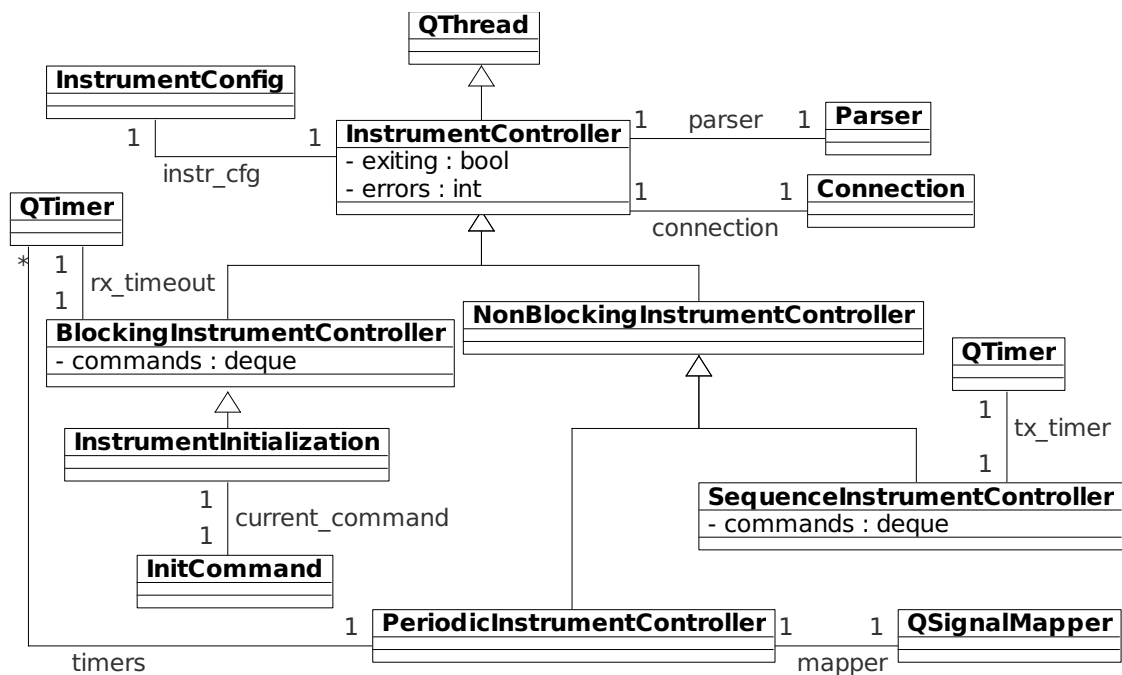 QThread
InstrumentConfig
1
1
instr_cfg
InstrumentController
- exiting : bool
- errors : int
1
parser
1
Parser
1
1
connection
Connection
QTimer
*
1
rx_timeout
1
BlockingInstrumentController
- commands : deque
NonBlockingInstrumentController
QTimer
1
tx_timer
1
InstrumentInitialization
1
current_command
1
InitCommand
SequenceInstrumentController
- commands : deque
1
timers
PeriodicInstrumentController
1
1
mapper
QSignalMapper